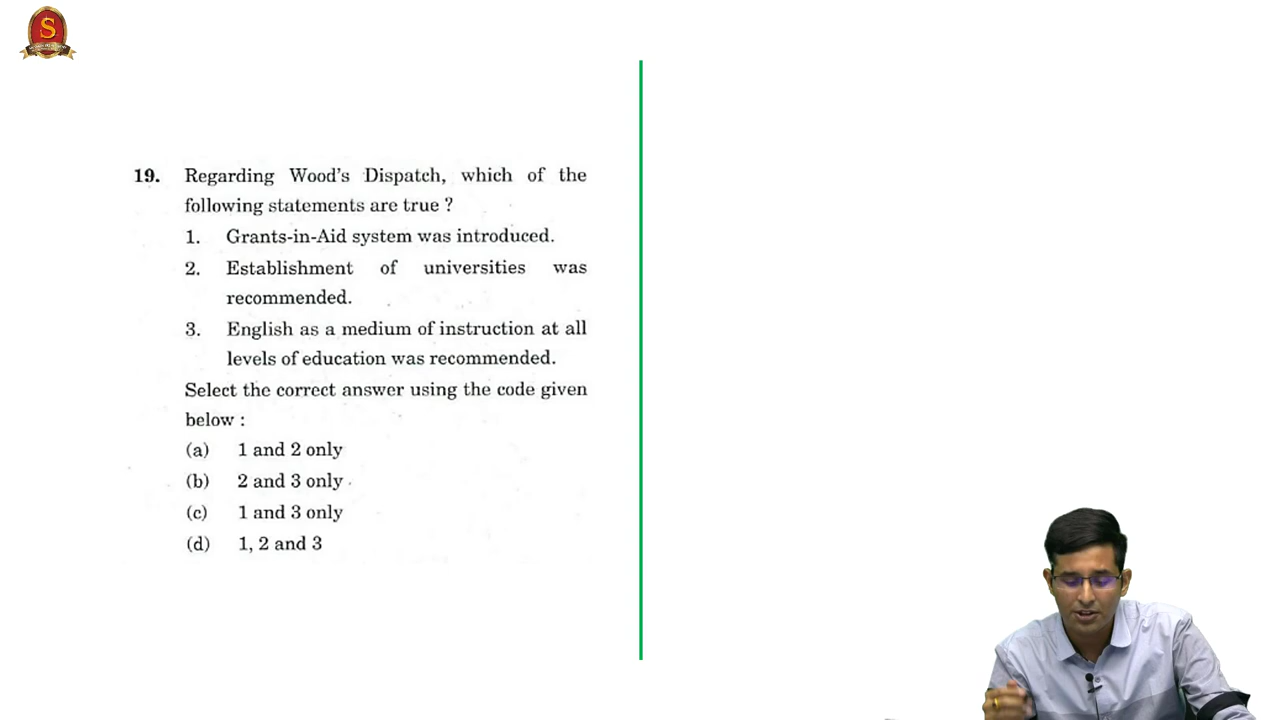 S
19. Regarding Wood's Dispatch, which of the
following statements are true ?
1. Grants-in-Aid system was introduced.
2. Establishment of universities was
recommended.
3. English as a medium of instruction at all
levels of education was recommended.
Select the correct answer using the code given
below :
(a) 1 and 2 only
(b) 2 and 3 only
(c) 1 and 3 only
(d) 1, 2 and 3